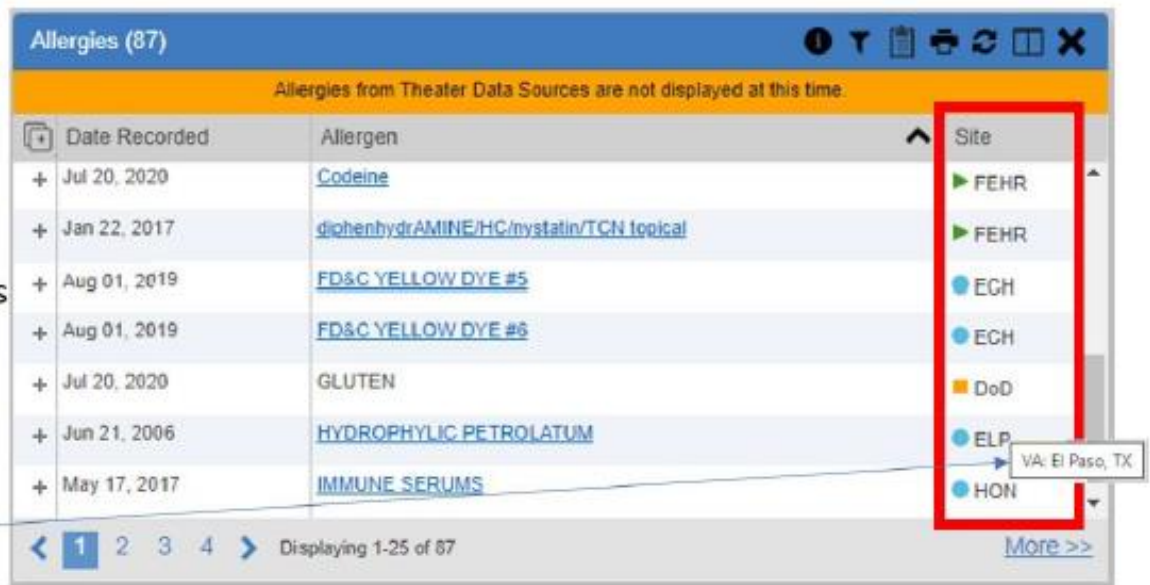 Allergies (87)
Allergies from Theater Data Sources are not displayed at this time.
Date Recorded Allergen Site
+ Jul 20, 2020 Codeine FEHR
+ Jan 22, 2017 diphenhydrAMINE/HC/nystatin/TCN topical FEHR
s
+ Aug 01, 2019 FD&C YELLOW DYE #5 ECH
+ Aug 01, 2019 FD&C YELLOW DYE #6 ECH
+ Jul 20, 2020 GLUTEN DoD
+ Jun 21, 2006 HYDROPHYLIC PETROLATUM ELP
VA: El Paso, TX
+ May 17, 2017 IMMUNE SERUMS HON
1 2 3 4 Displaying 1-25 of 87 More >>